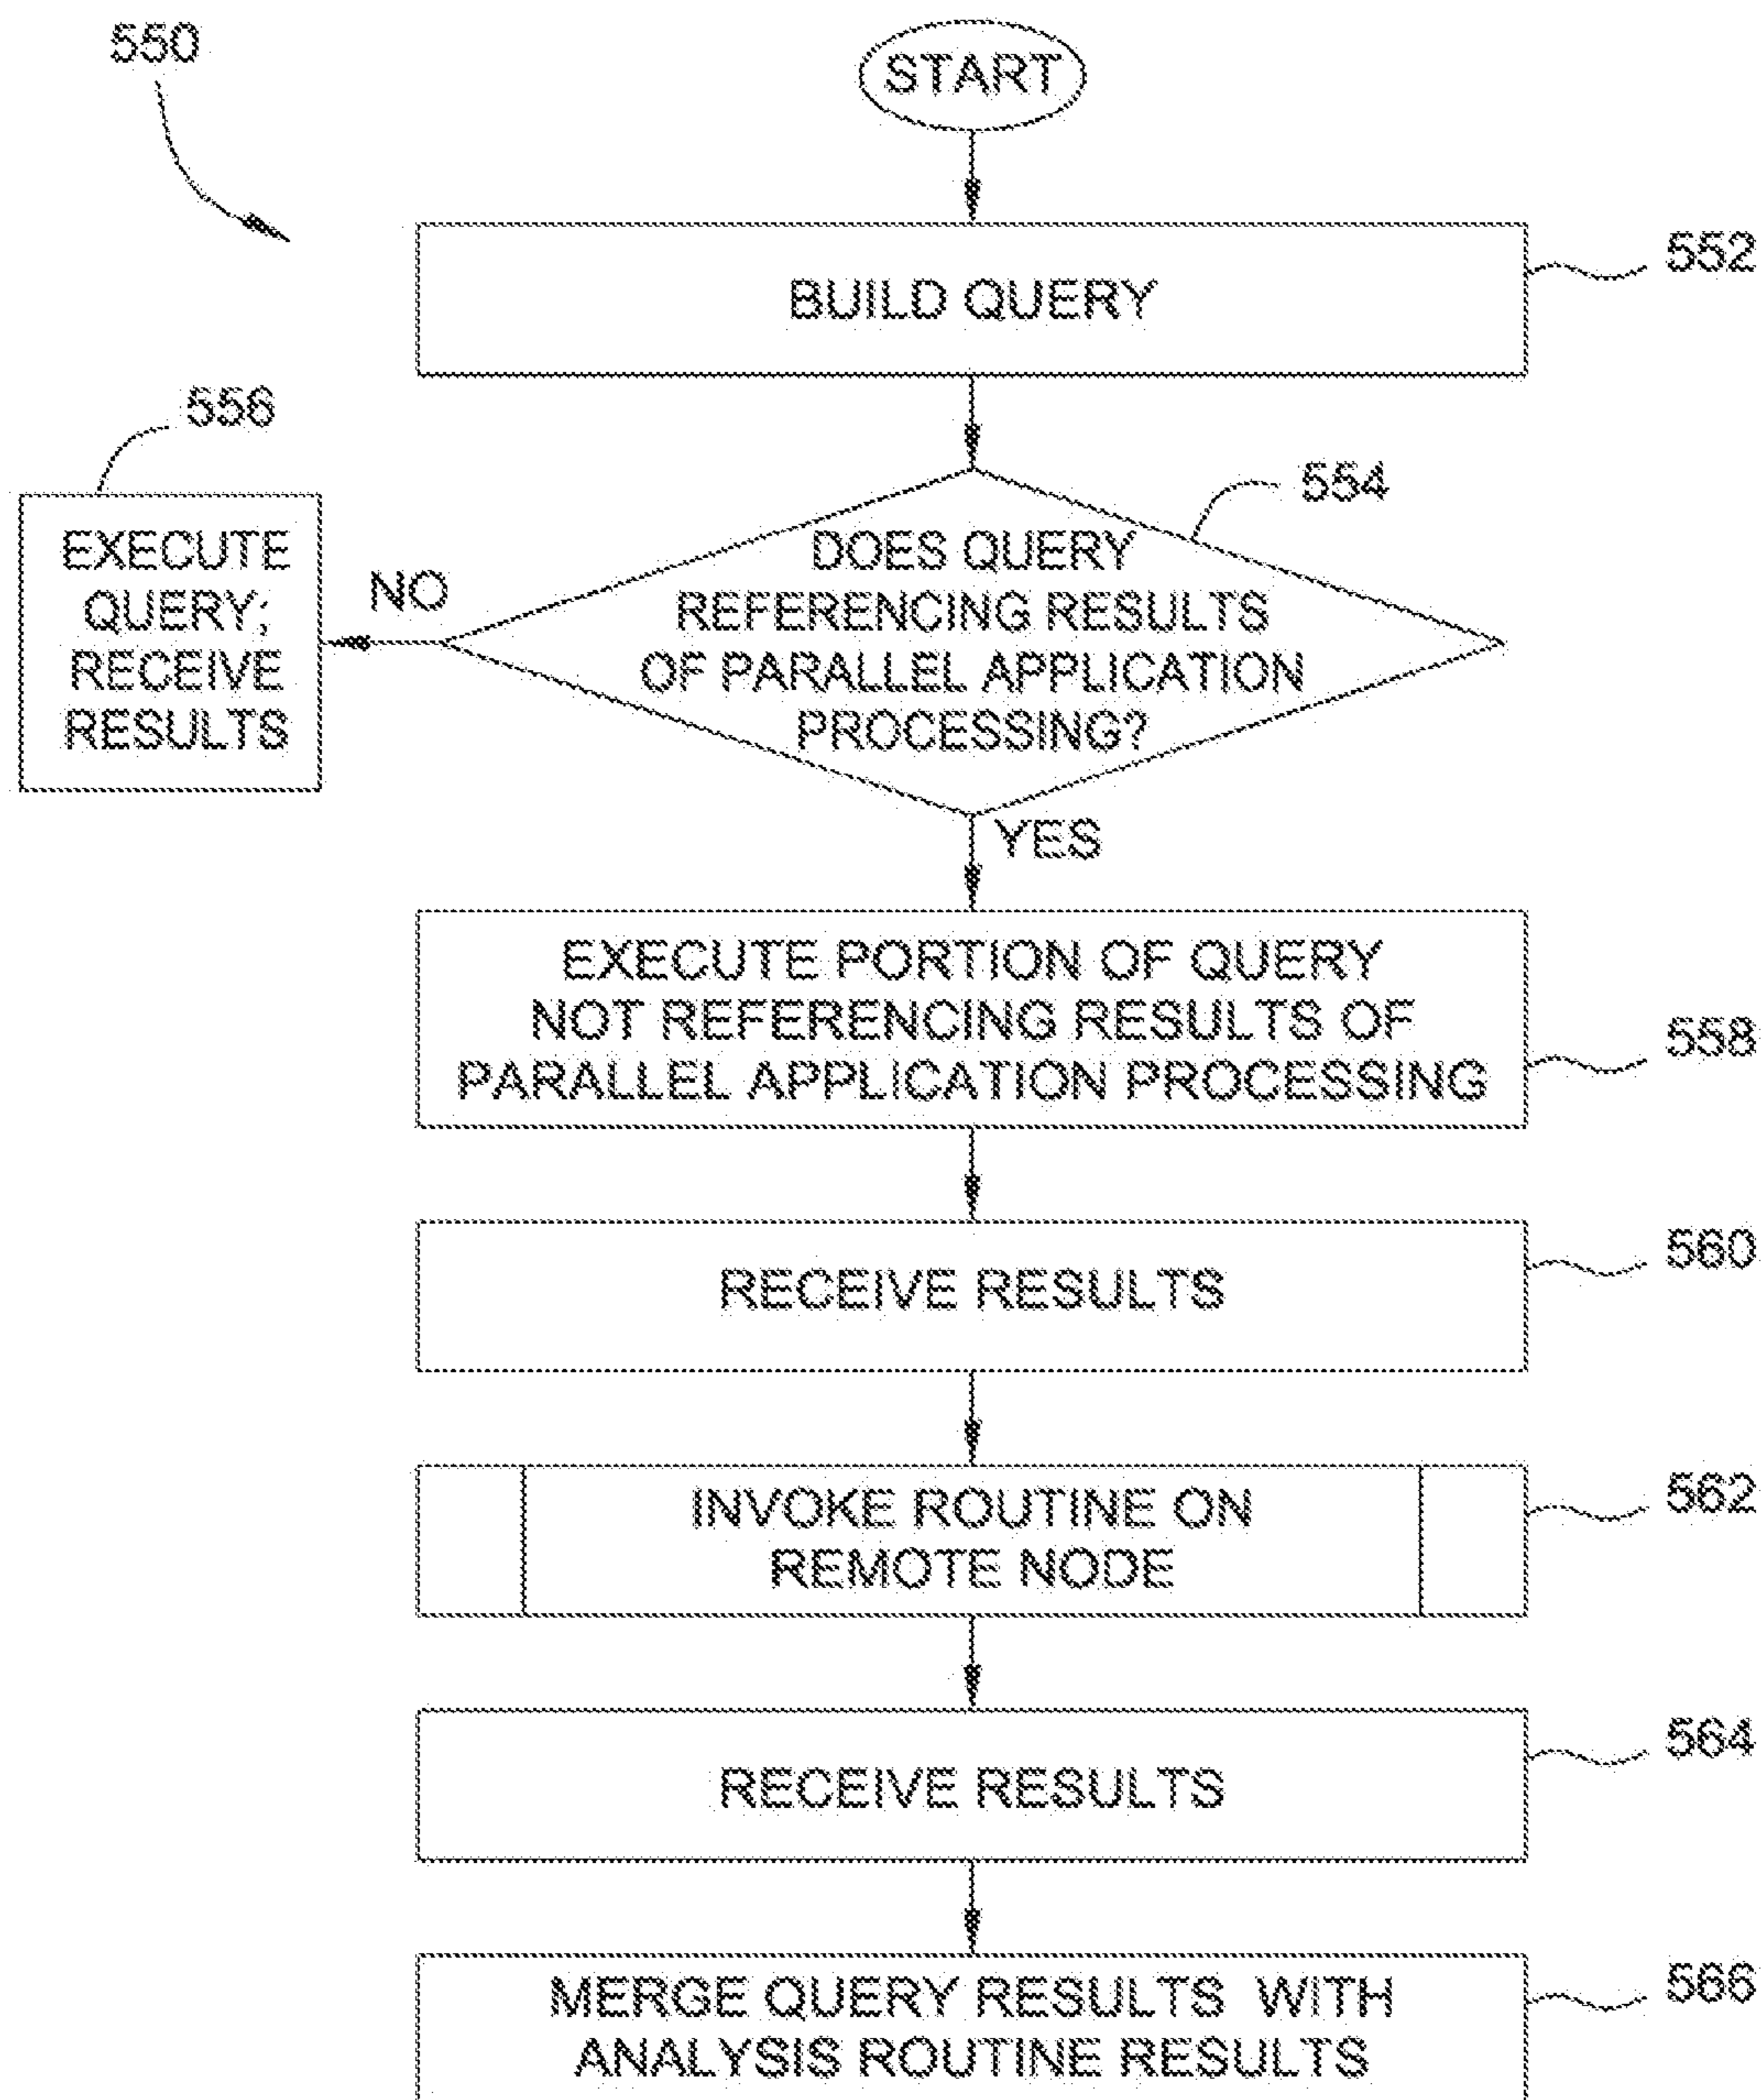 550
START
552
BUILD QUERY
556
554
EXECUTE
QUERY;
RECEIVE
RESULTS
NO
DOES QUERY
REFERENCING RESULTS
OF PARALLEL APPLICATION
PROCESSING?
YES
EXECUTE PORTION OF QUERY
NOT REFERENCING RESULTS OF
PARALLEL APPLICATION PROCESSING
558
560
RECEIVE RESULTS
562
INVOKE ROUTINE ON
REMOTE NODE
564
RECEIVE RESULTS
566
MERGE QUERY RESULTS WITH
ANALYSIS ROUTINE RESULTS